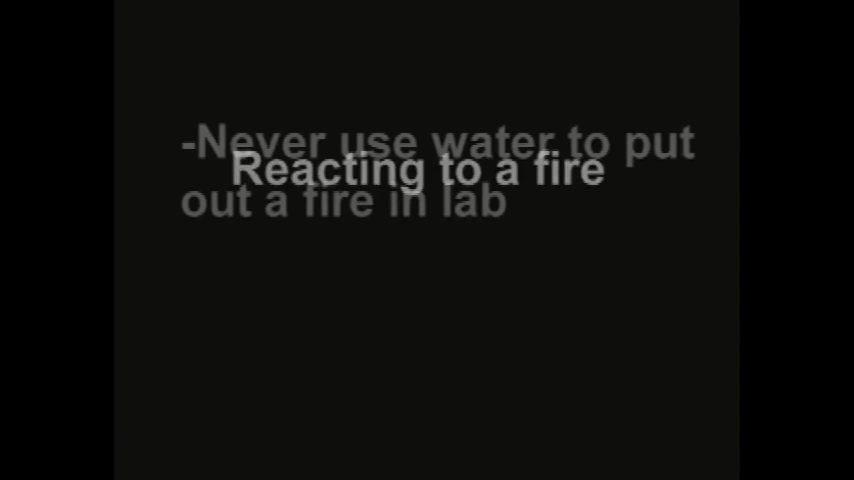 -Never use water to put
Reacting to a fire
out a fire in lab